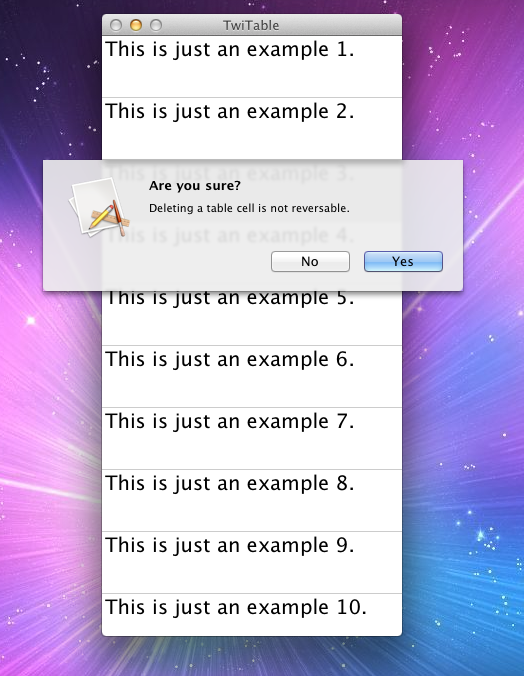 TwiTable
This is just an example 1.
This is just an example 2.
This is just an example 3.
Are you sure?
Deleting a table cell is not reversable.
This is just an example 4.
No
Yes
This is just an example 5.
This is just an example 6.
This is just an example 7.
This is just an example 8.
This is just an example 9.
This is just an example 10.